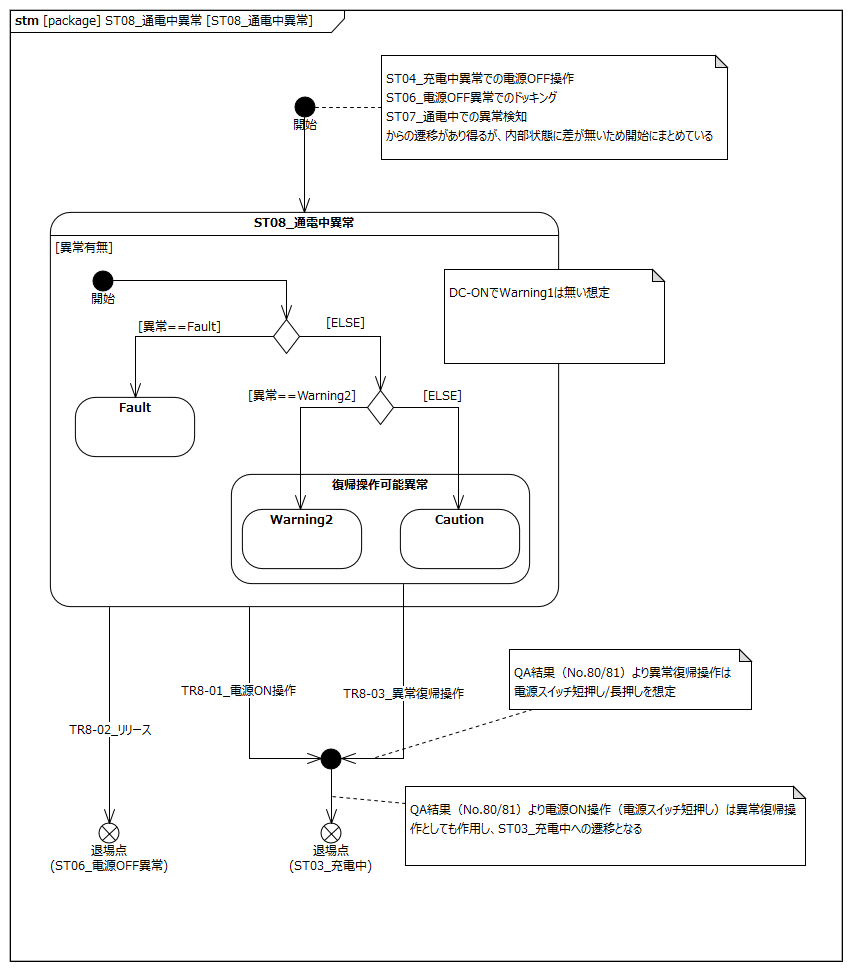 stm [package] ST08_通電中異常 [ST08_通電中異常]
ST04_充電中異常での電源OFF操作
ST06_電源OFF異常でのドッキング
ST07_通電中での異常検知
からの遷移があり得るが、内部状態に差が無いため開始にまとめている
開始
ST08_通電中異常
[異常有無]
開始
DC-ONでWarning1は無い想定
[異常==Fault]
[ELSE]
[異常==Warning2]
[ELSE]
Fault
復帰操作可能異常
Warning2
Caution
QA結果（No.80/81）より異常復帰操作は
電源スイッチ短押し/長押しを想定
TR8-01_電源ON操作
TR8-03_異常復帰操作
TR8-02_リリース
QA結果（No.80/81）より電源ON操作（電源スイッチ短押し）は異常復帰操
作としても作用し、ST03_充電中への遷移となる
退場点
(ST06_電源OFF異常)
退場点
(ST03_充電中)